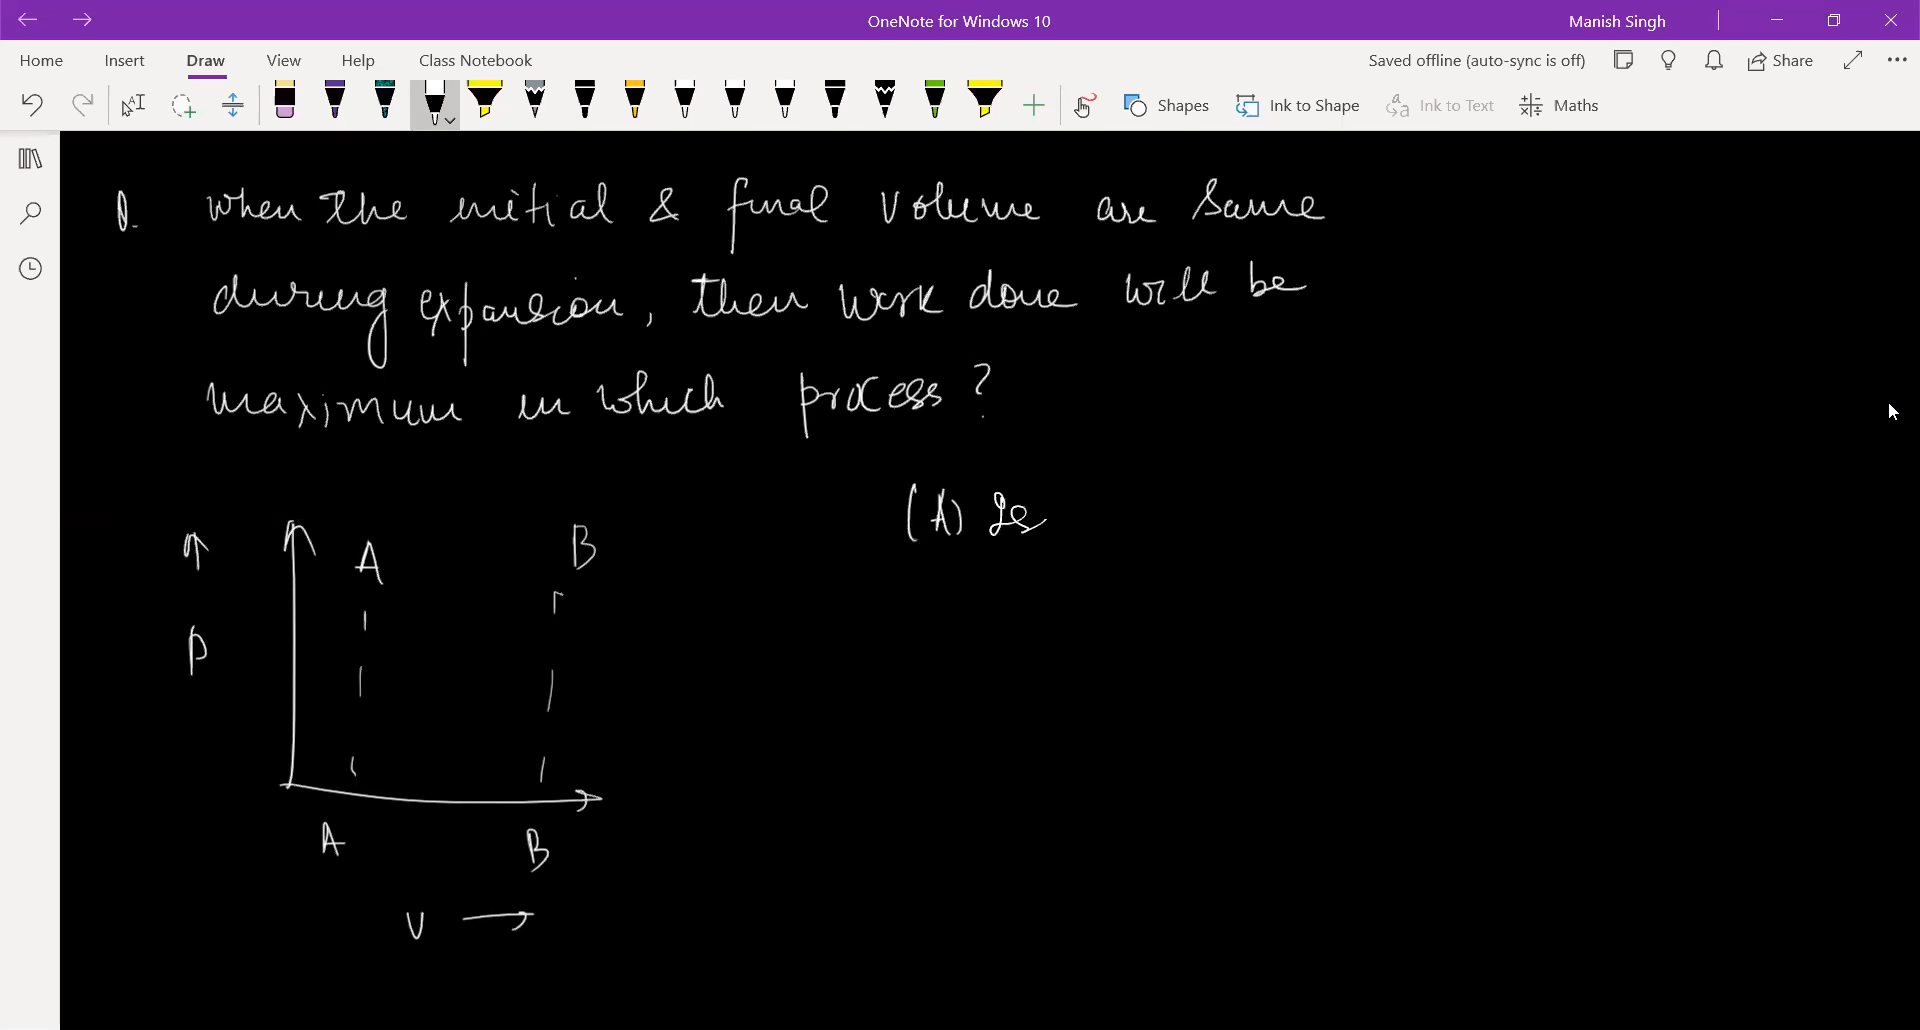 OneNote for Windows 10
Manish Singh
Home Insert Draw View Help Class Notebook
Saved offline (auto-sync is off) Share
Shapes Ink to Shape Ink to Text Maths
Q. when the initial & final volume are same
during expansion, then work done will be
maximum in which process?
(A) Is
A B
P
A B
V